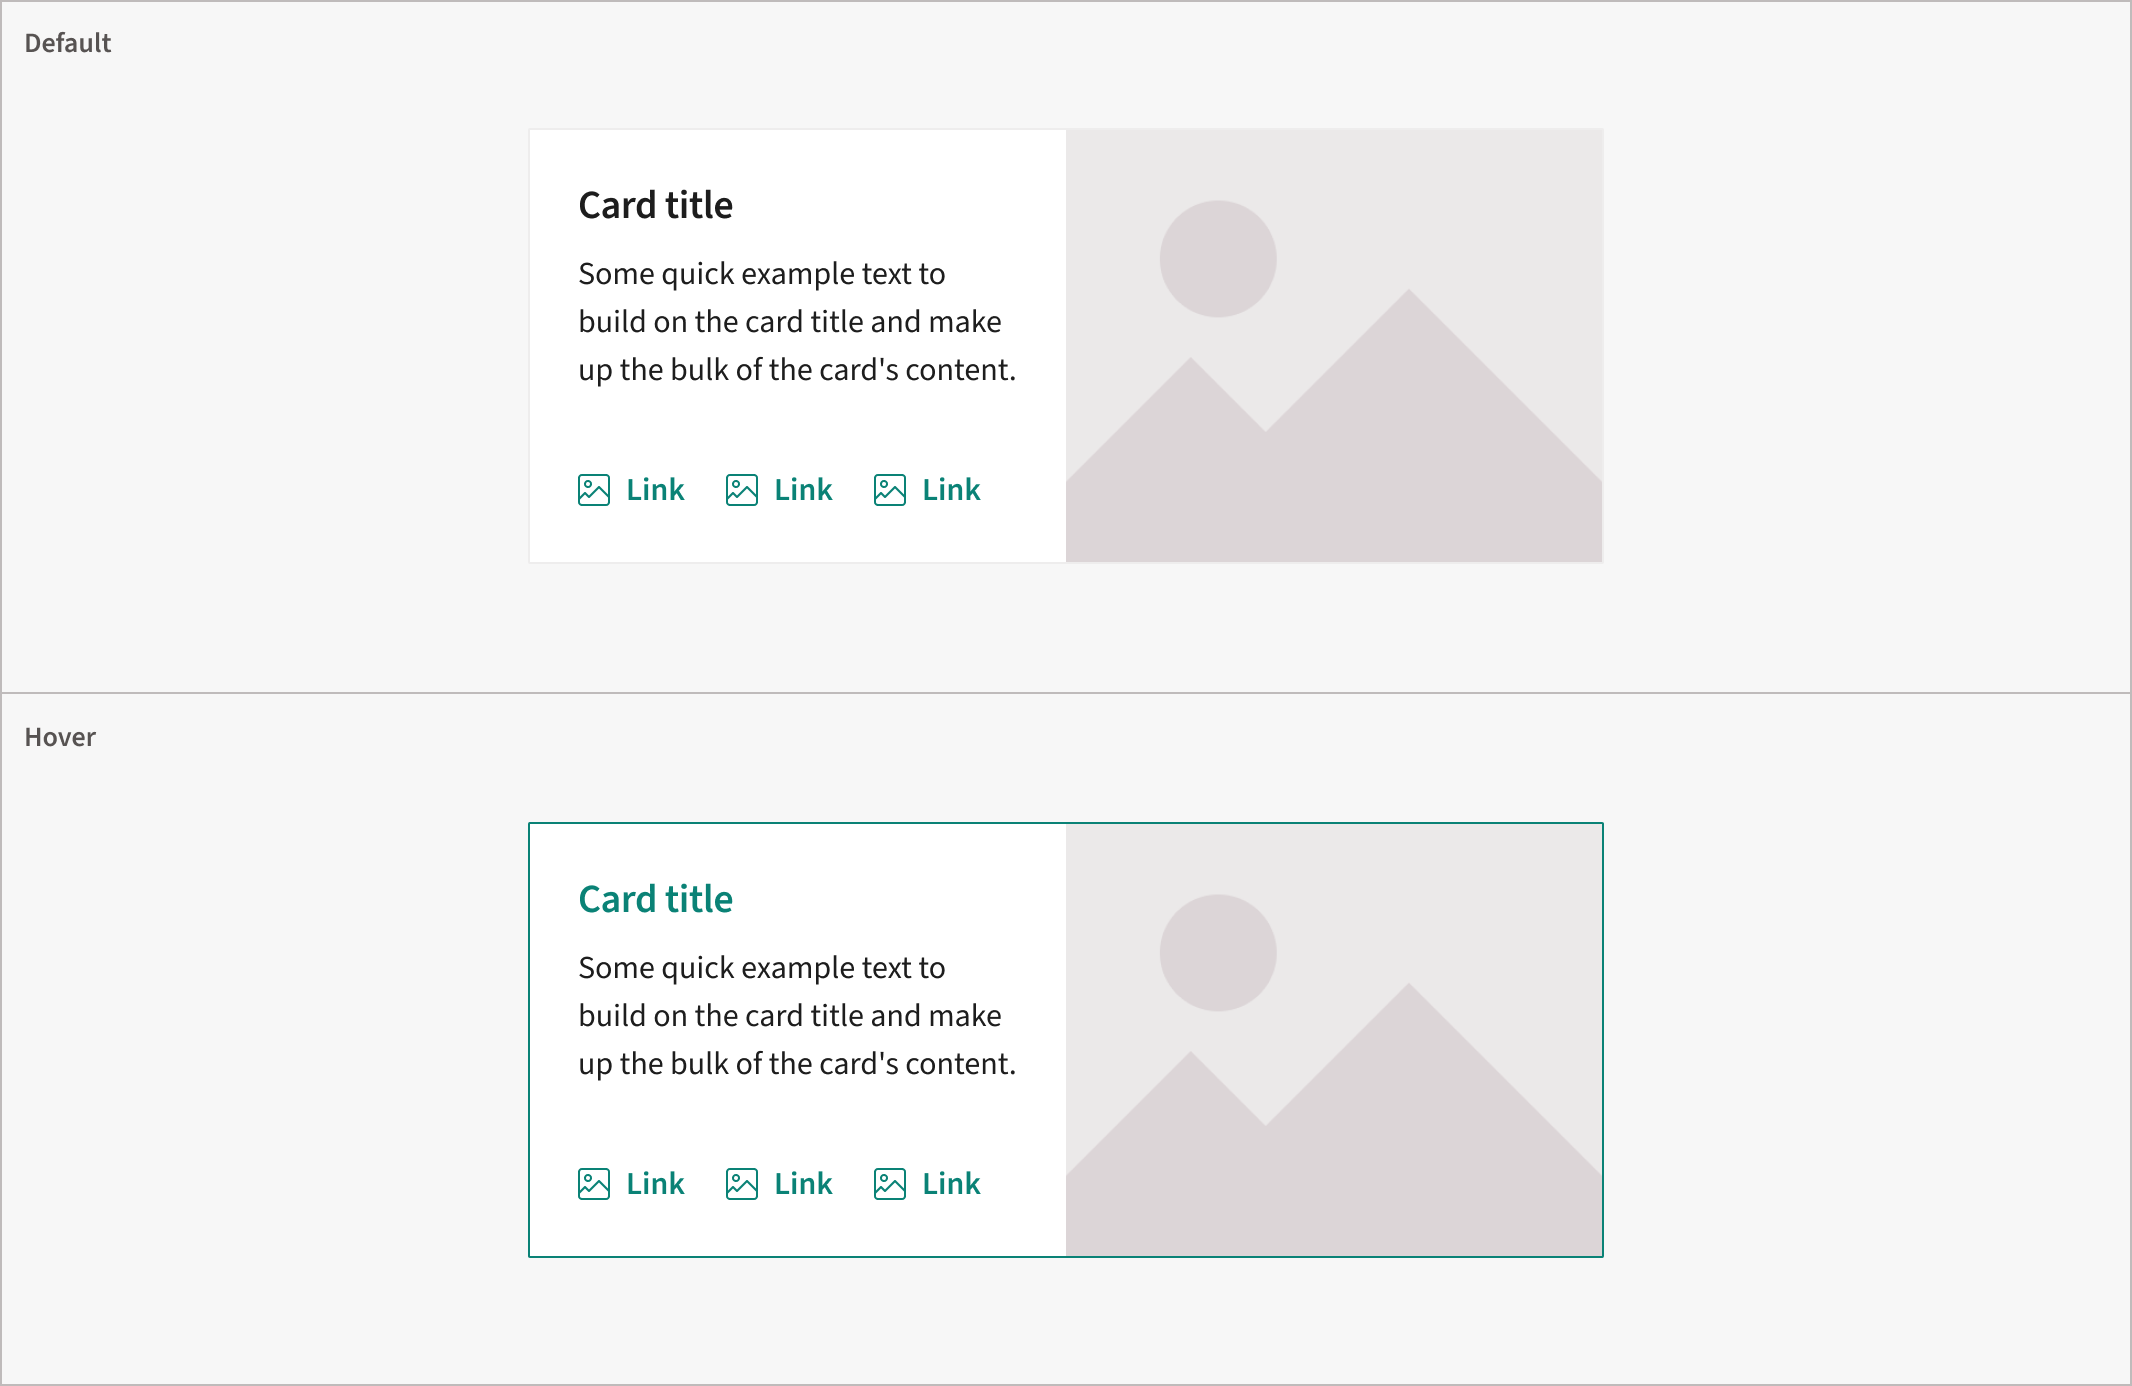 Default
Card title
Some quick example text to
build on the card title and make
up the bulk of the card's content.
Link Link Link
Hover
Card title
Some quick example text to
build on the card title and make
up the bulk of the card's content.
Link Link Link